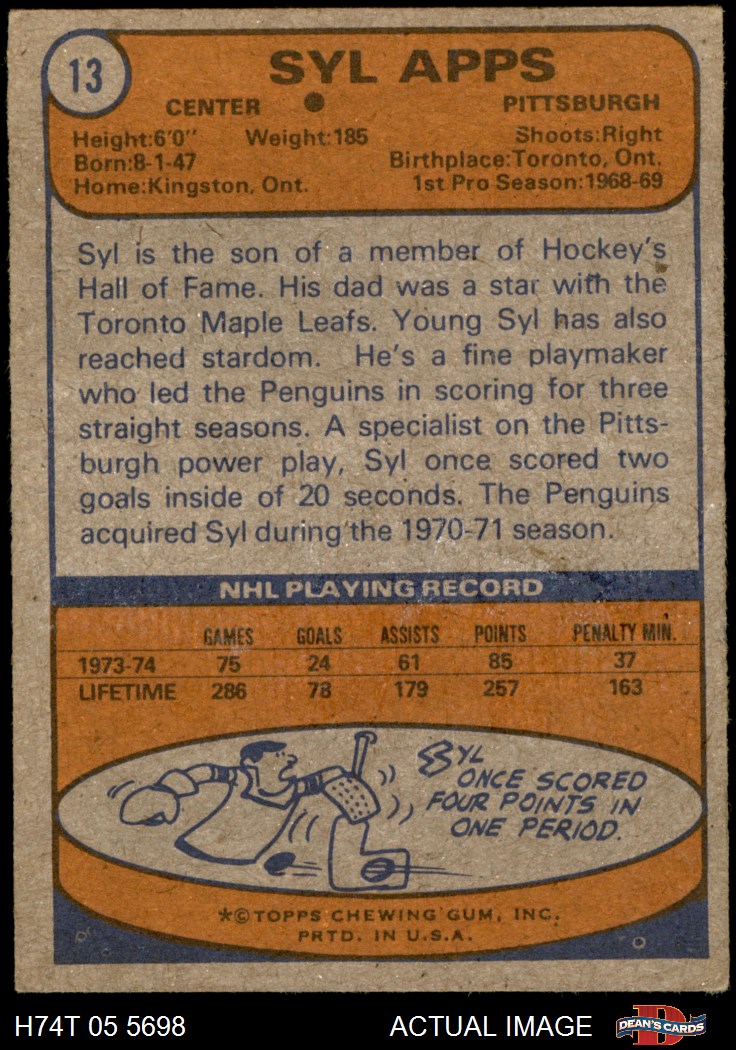 13
SYL APPS
CENTER ● PITTSBURGH
Height:6'0" Weight:185 Shoots:Right
Born:8-1-47 Birthplace:Toronto, Ont.
Home:Kingston, Ont. 1st Pro Season:1968-69
Syl is the son of a member of Hockey's
Hall of Fame. His dad was a star with the
Toronto Maple Leafs. Young Syl has also
reached stardom. He's a fine playmaker
who led the Penguins in scoring for three
straight seasons. A specialist on the Pitts-
burgh power play, Syl once scored two
goals inside of 20 seconds. The Penguins
acquired Syl during the 1970-71 season.
NHL PLAYING RECORD
GAMES GOALS ASSISTS POINTS PENALTY MIN.
1973-74 75 24 61 85 37
LIFETIME 286 78 179 257 163
SYL
ONCE SCORED
FOUR POINTS IN
ONE PERIOD.
*©TOPPS CHEWING GUM, INC.
PRTD. IN U.S.A.
H74T 05 5698 ACTUAL IMAGE D DEAN'S CARDS